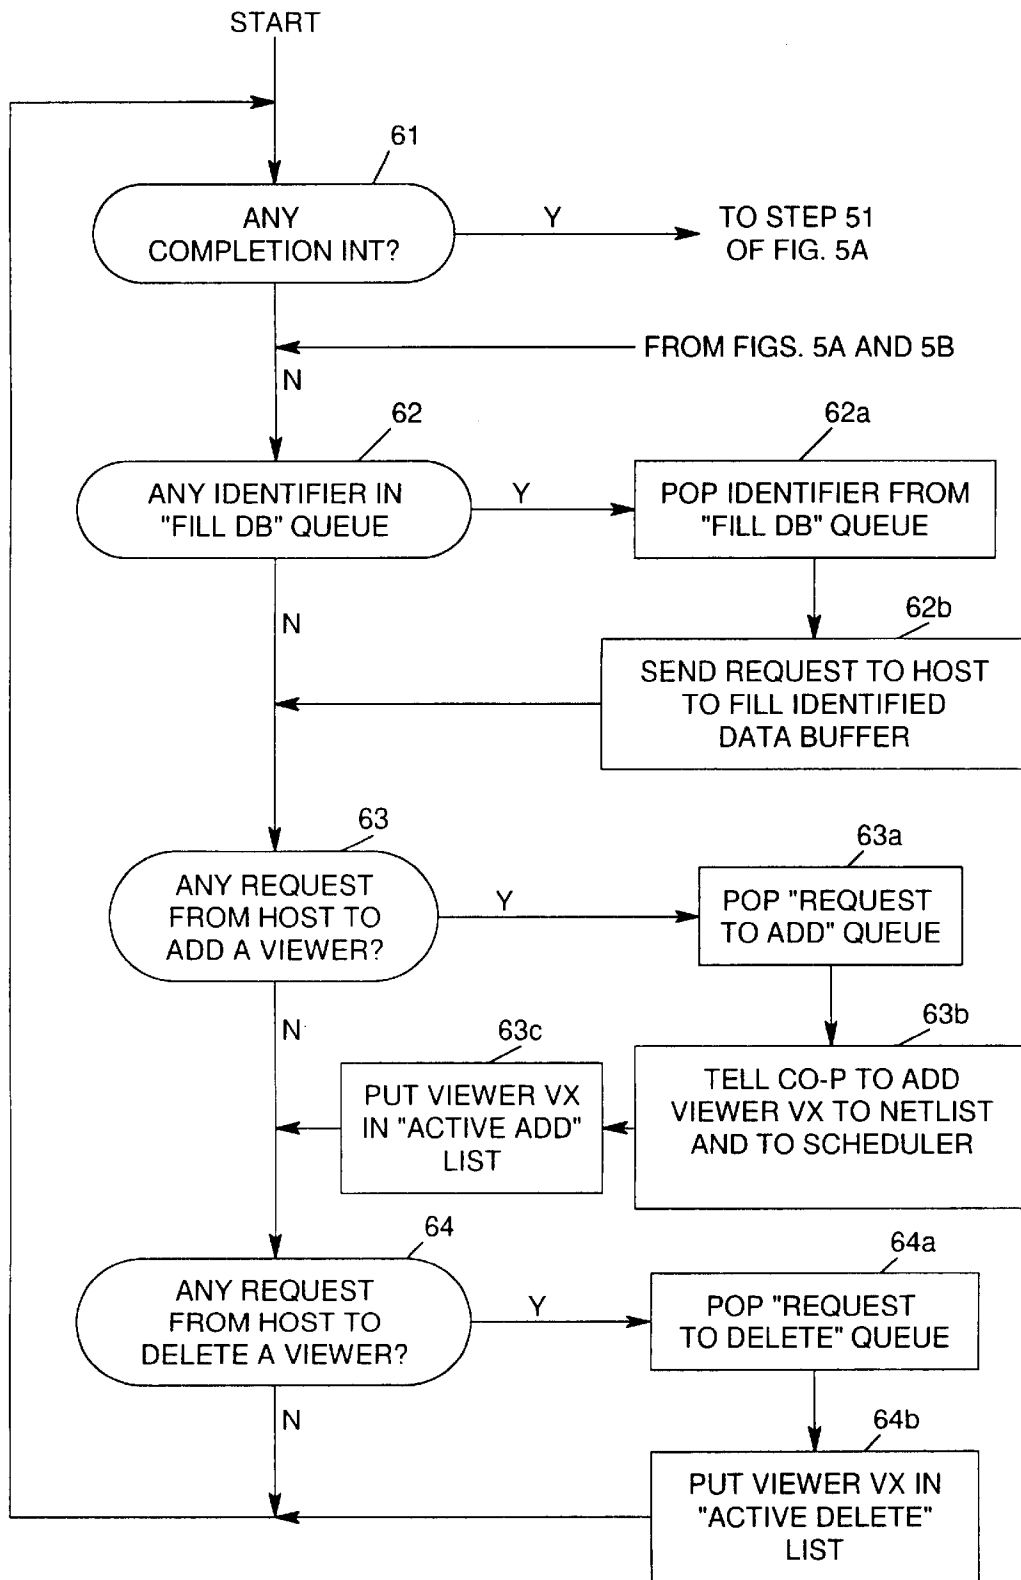 START
61
ANY
COMPLETION INT?
Y
TO STEP 51
OF FIG. 5A
FROM FIGS. 5A AND 5B
N
62
ANY IDENTIFIER IN
"FILL DB" QUEUE
Y
62a
POP IDENTIFIER FROM
"FILL DB" QUEUE
N
62b
SEND REQUEST TO HOST
TO FILL IDENTIFIED
DATA BUFFER
63
ANY REQUEST
FROM HOST TO
ADD A VIEWER?
Y
63a
POP "REQUEST
TO ADD" QUEUE
N
63b
TELL CO-P TO ADD
VIEWER VX TO NETLIST
AND TO SCHEDULER
63c
PUT VIEWER VX
IN "ACTIVE ADD"
LIST
64
ANY REQUEST
FROM HOST TO
DELETE A VIEWER?
Y
64a
POP "REQUEST
TO DELETE" QUEUE
N
64b
PUT VIEWER VX IN
"ACTIVE DELETE"
LIST